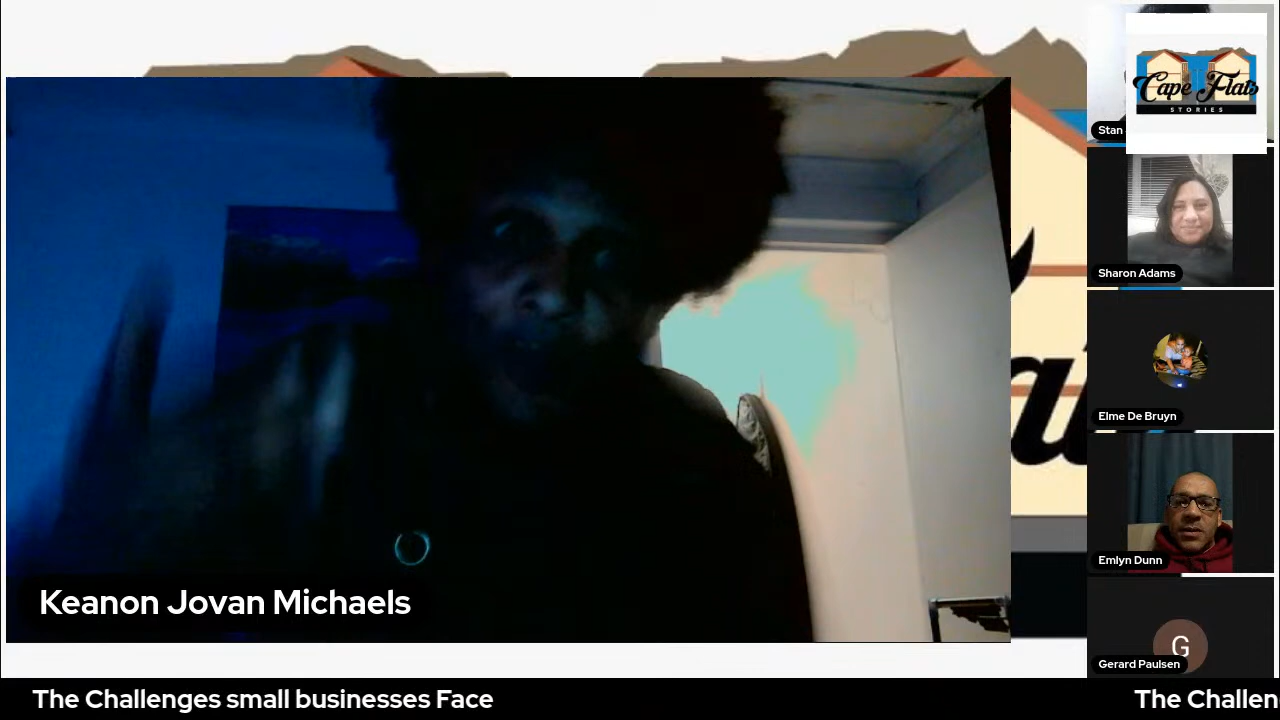 Keanon Jovan Michaels
Stan
Cape Flats
STORIES
Sharon Adams
Elme De Bruyn
Emlyn Dunn
G
Gerard Paulsen
The Challenges small businesses Face
The Challen